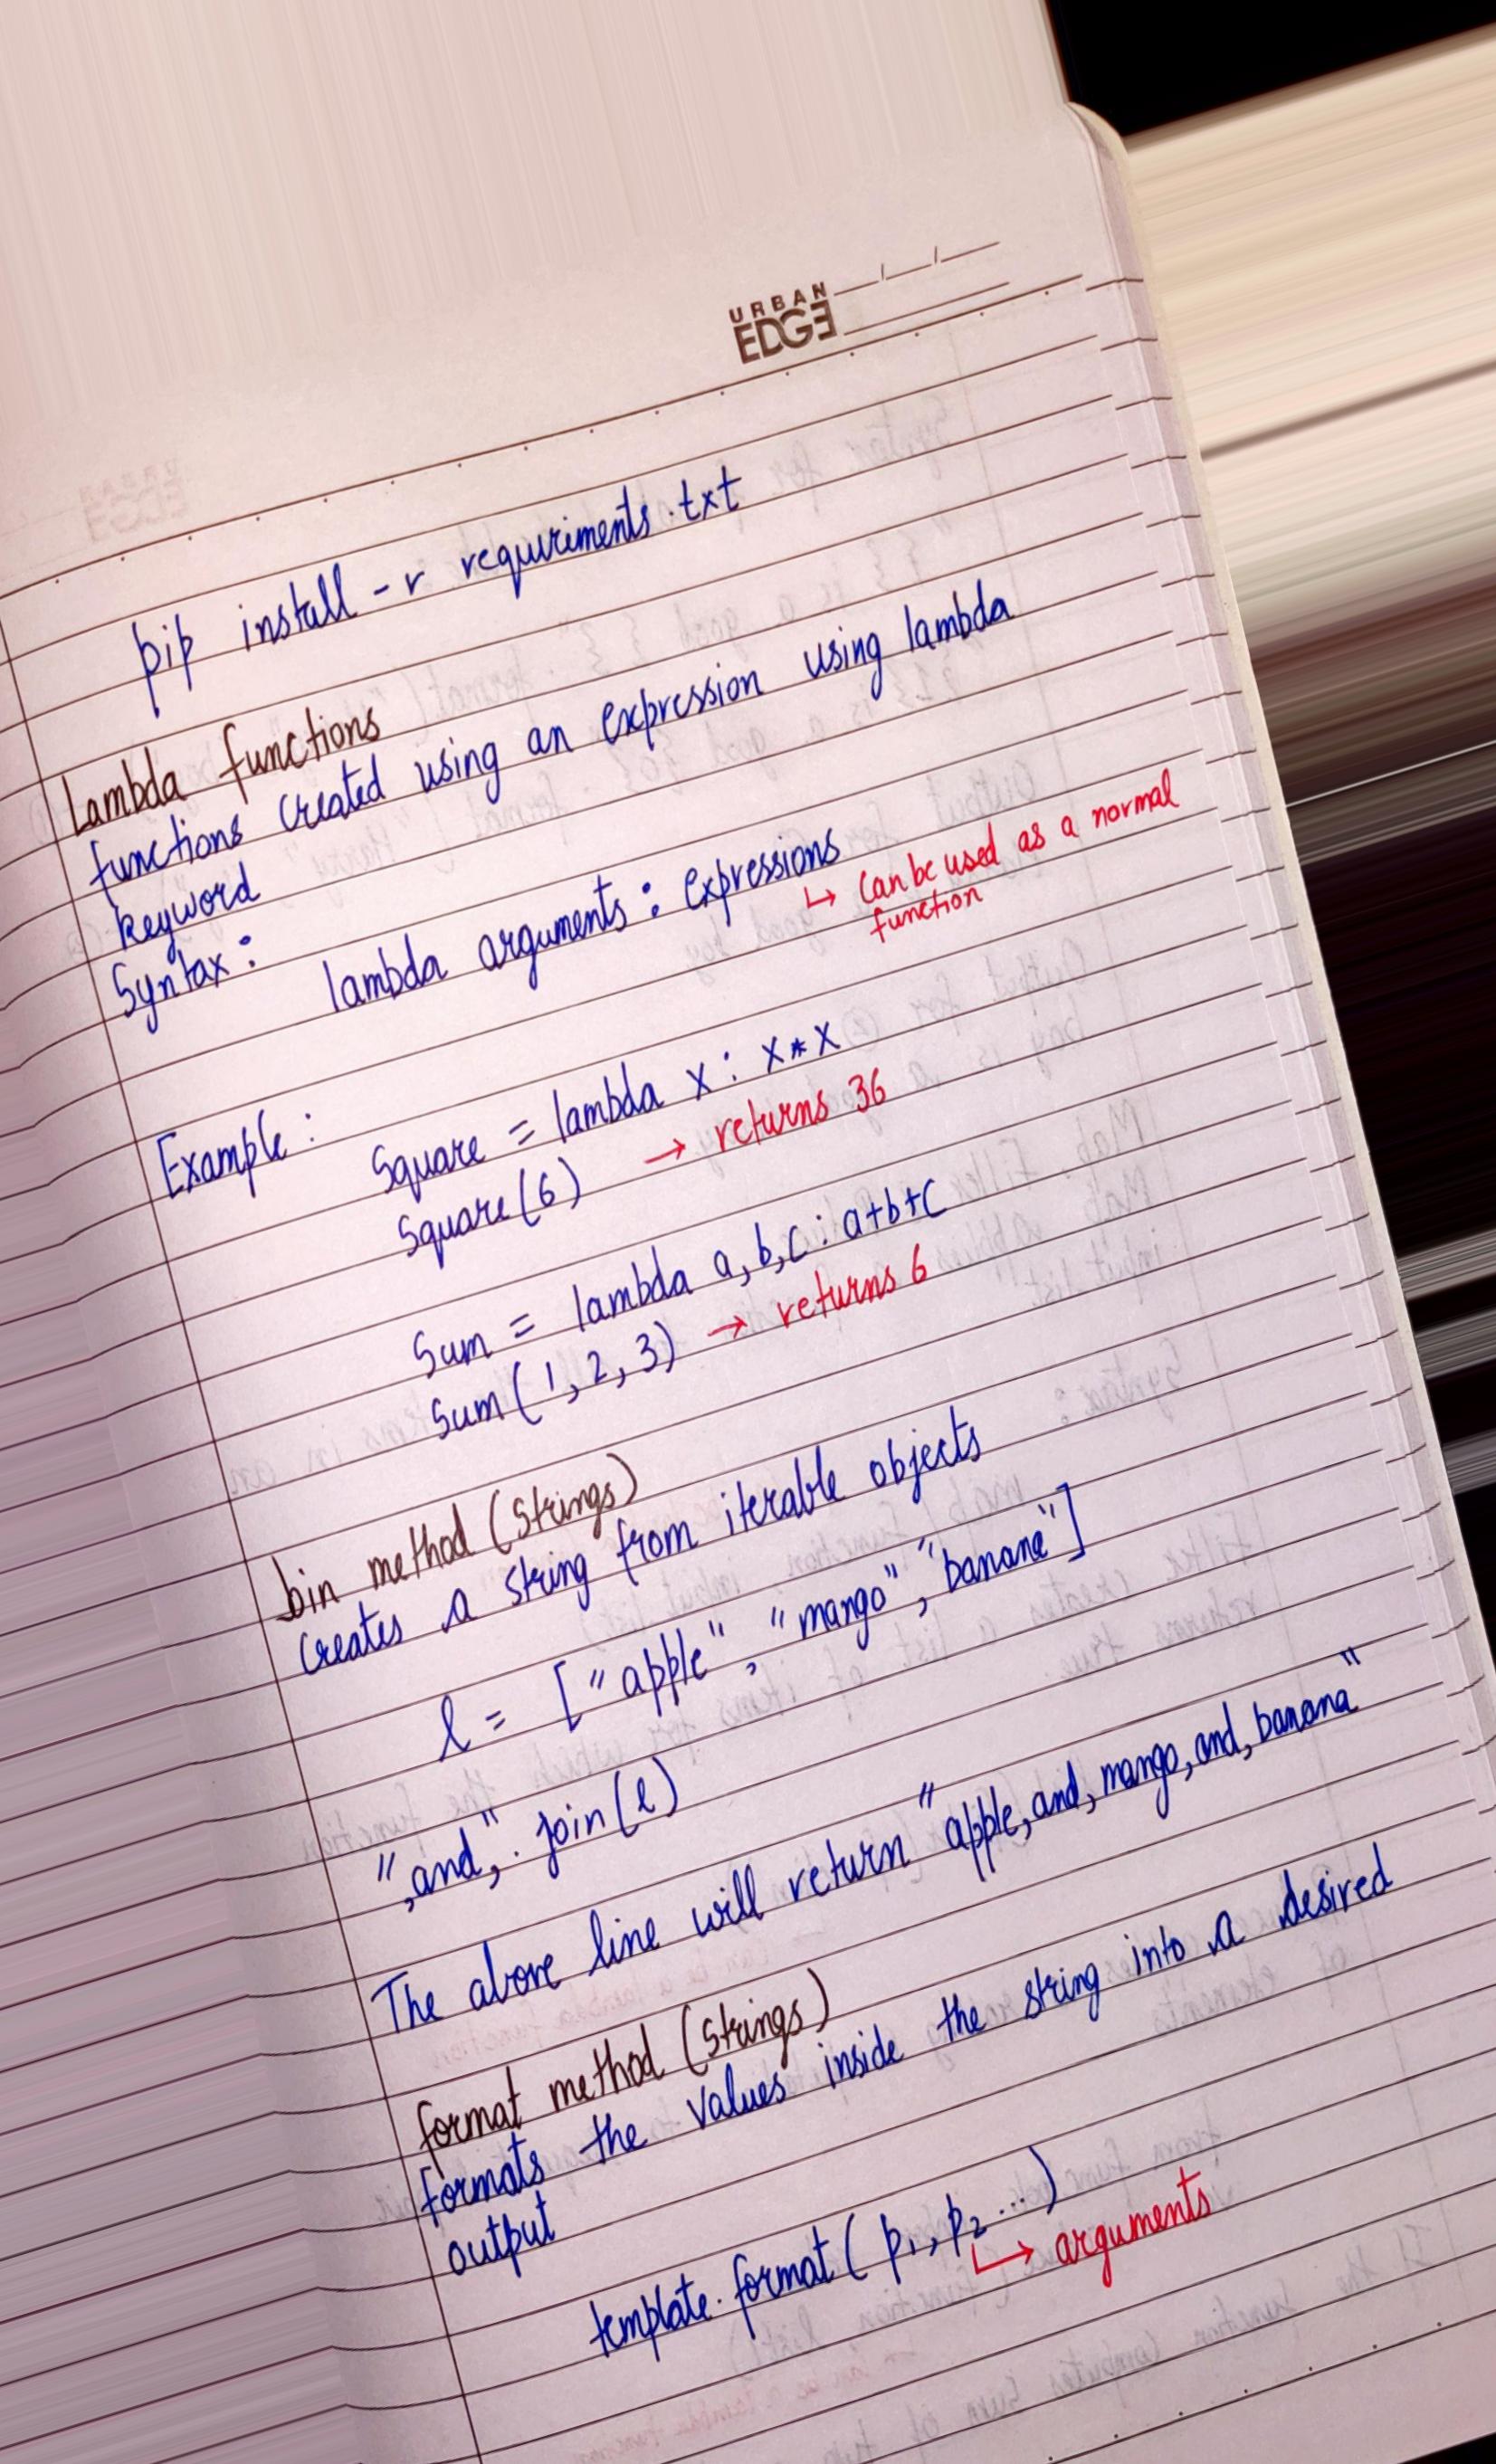 URBAN
EDGE
pip install -r requriments.txt
Lambda functions
functions created using an expression using lambda
keyword
Syntax:
lambda arguments : expressions
↳ can be used as a normal
function
Example :
Square = lambda x : x*x
Square(6) → returns 36
Sum = lambda a,b,c : a+b+c
Sum(1,2,3) → returns 6
bin method (strings)
creates a string from iterable objects
l = ["apple", "mango", "banana"]
",and,".join(l)
The above line will return "apple,and,mango,and,banana"
format method (strings)
formats the values inside the string into a desired
output
template.format(p1, p2 ...)
↳ arguments